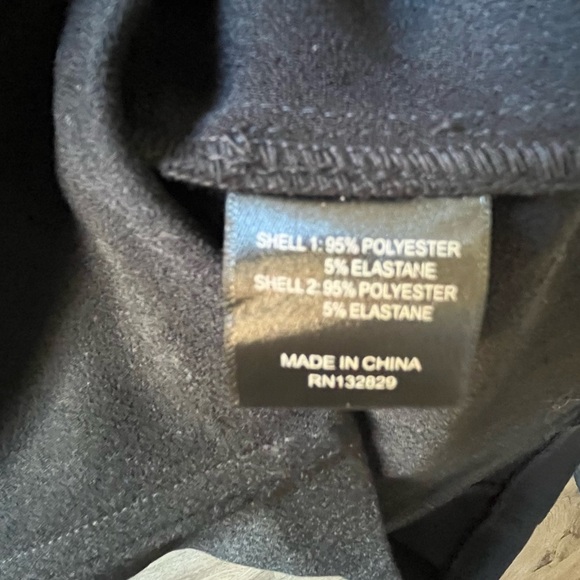 SHELL 1: 95% POLYESTER
5% ELASTANE
SHELL 2: 95% POLYESTER
5% ELASTANE
MADE IN CHINA
RN132829